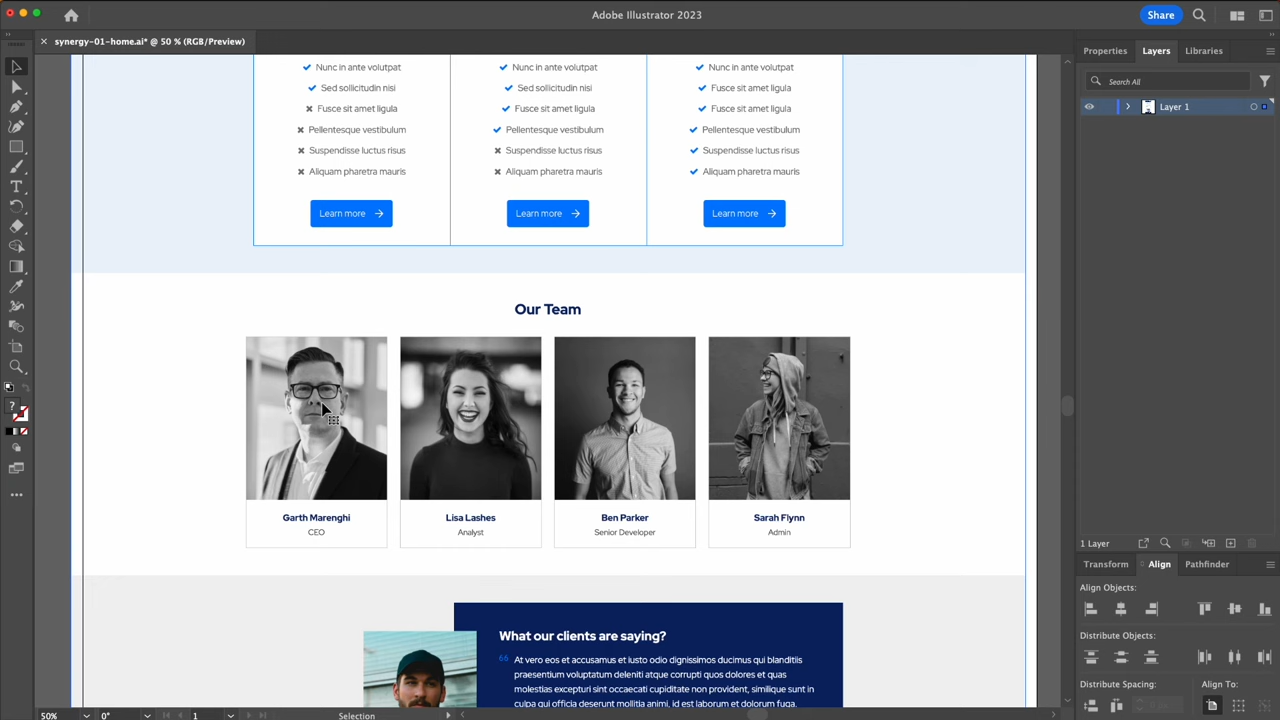 Adobe Illustrator 2023
Share
synergy-01-home.ai* @ 50 % (RGB/Preview)
Properties
Layers
Libraries
Search All
Layer 1
Nunc in ante volutpat
Sed sollicitudin nisi
Fusce sit amet ligula
Pellentesque vestibulum
Suspendisse luctus risus
Aliquam pharetra mauris
Learn more
Nunc in ante volutpat
Sed sollicitudin nisi
Fusce sit amet ligula
Pellentesque vestibulum
Suspendisse luctus risus
Aliquam pharetra mauris
Learn more
Nunc in ante volutpat
Fusce sit amet ligula
Fusce sit amet ligula
Pellentesque vestibulum
Suspendisse luctus risus
Aliquam pharetra mauris
Learn more
Our Team
Garth Marenghi
CEO
Lisa Lashes
Analyst
Ben Parker
Senior Developer
Sarah Flynn
Admin
What our clients are saying?
66 At vero eos et accusamus et iusto odio dignissimos ducimus qui blanditiis
praesentium voluptatum deleniti atque corrupti quos dolores et quas
molestias excepturi sint occaecati cupiditate non provident, similique sunt in
culpa qui officia deserunt mollitia animi, id est laborum et dolorum fuga.
1 Layer
Transform
Align
Pathfinder
Align Objects:
Distribute Objects:
Distribute Spacing:
Align To:
50%
0°
1
Selection